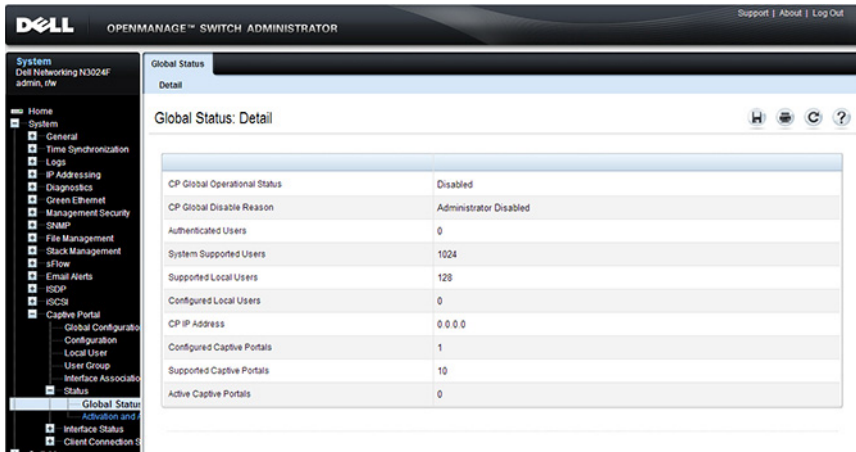 DELL
OPENMANAGE™ SWITCH ADMINISTRATOR
Support | About | Log Out
System
Dell Networking N3024F
admin, r/w
Home
System
General
Time Synchronization
Logs
IP Addressing
Diagnostics
Green Ethernet
Management Security
SNMP
File Management
Stack Management
sFlow
Email Alerts
ISDP
iSCSI
Captive Portal
Global Configuratio
Configuration
Local User
User Group
Interface Associatio
Status
Global Status
Activation and A
Interface Status
Client Connection S
Global Status
Detail
Global Status: Detail
CP Global Operational Status Disabled
CP Global Disable Reason Administrator Disabled
Authenticated Users 0
System Supported Users 1024
Supported Local Users 128
Configured Local Users 0
CP IP Address 0.0.0.0
Configured Captive Portals 1
Supported Captive Portals 10
Active Captive Portals 0